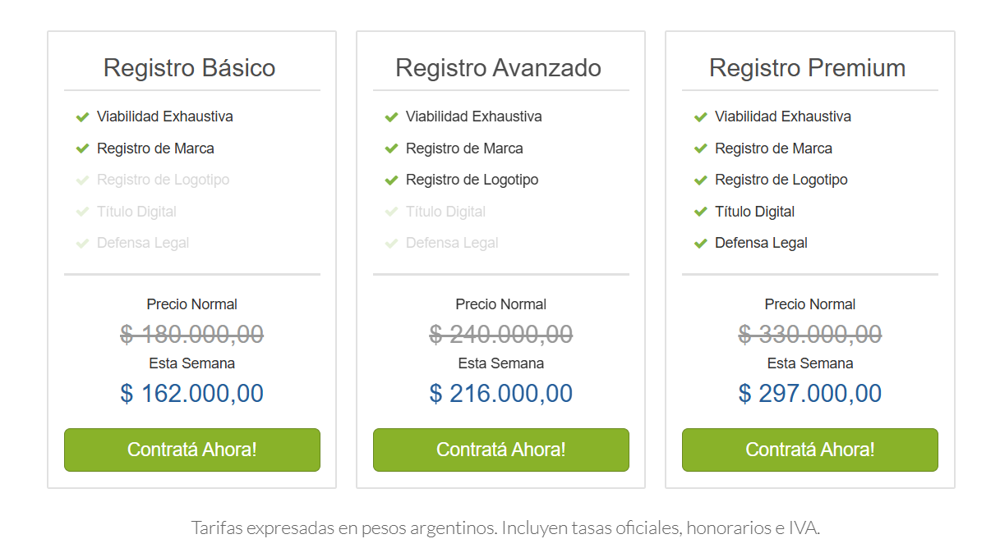 Registro Básico
Viabilidad Exhaustiva
Registro de Marca
Registro de Logotipo
Título Digital
Defensa Legal
Precio Normal
$ 180.000,00
Esta Semana
$ 162.000,00
Contratá Ahora!
Registro Avanzado
Viabilidad Exhaustiva
Registro de Marca
Registro de Logotipo
Título Digital
Defensa Legal
Precio Normal
$ 240.000,00
Esta Semana
$ 216.000,00
Contratá Ahora!
Registro Premium
Viabilidad Exhaustiva
Registro de Marca
Registro de Logotipo
Título Digital
Defensa Legal
Precio Normal
$ 330.000,00
Esta Semana
$ 297.000,00
Contratá Ahora!
Tarifas expresadas en pesos argentinos. Incluyen tasas oficiales, honorarios e IVA.